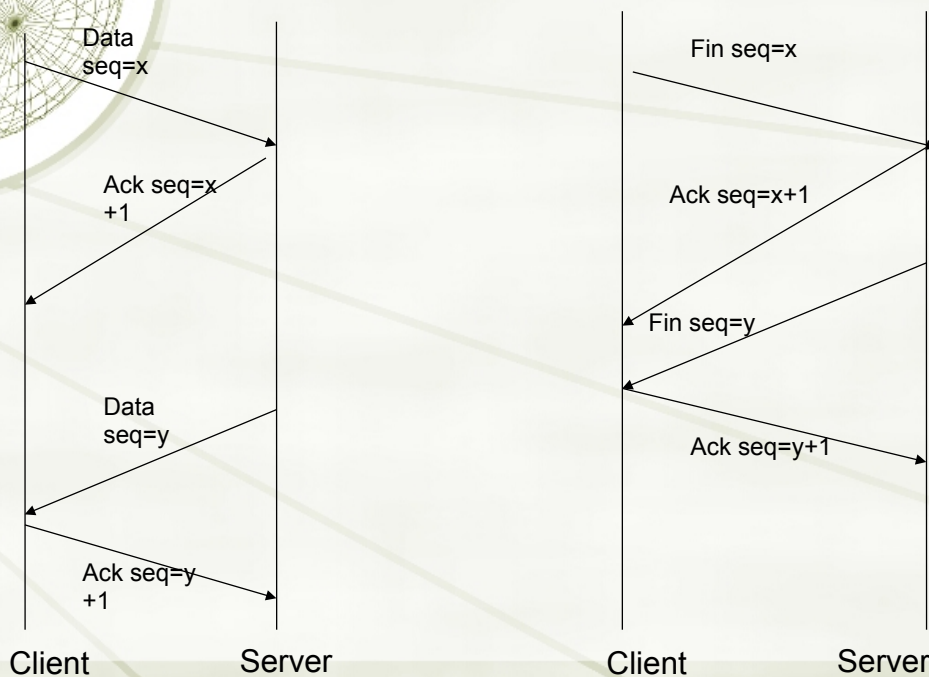 Data
seq=x
Ack seq=x
+1
Data
seq=y
Ack seq=y
+1
Client
Server
Fin seq=x
Ack seq=x+1
Fin seq=y
Ack seq=y+1
Client
Server